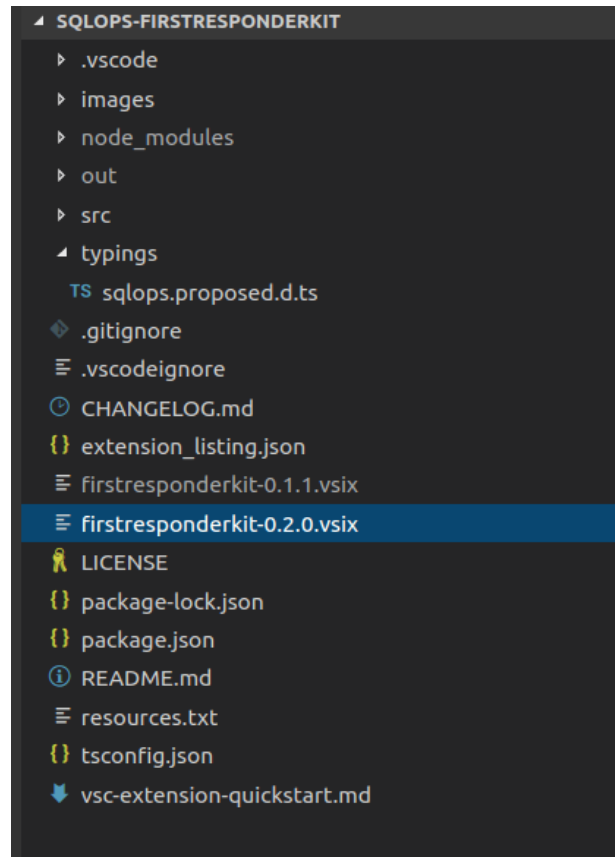 SQLOPS-FIRSTRESPONDERKIT
.vscode
images
node_modules
out
src
typings
TS sqlops.proposed.d.ts
.gitignore
.vscodeignore
CHANGELOG.md
{} extension_listing.json
firstresponderkit-0.1.1.vsix
firstresponderkit-0.2.0.vsix
LICENSE
{} package-lock.json
{} package.json
README.md
resources.txt
{} tsconfig.json
vsc-extension-quickstart.md